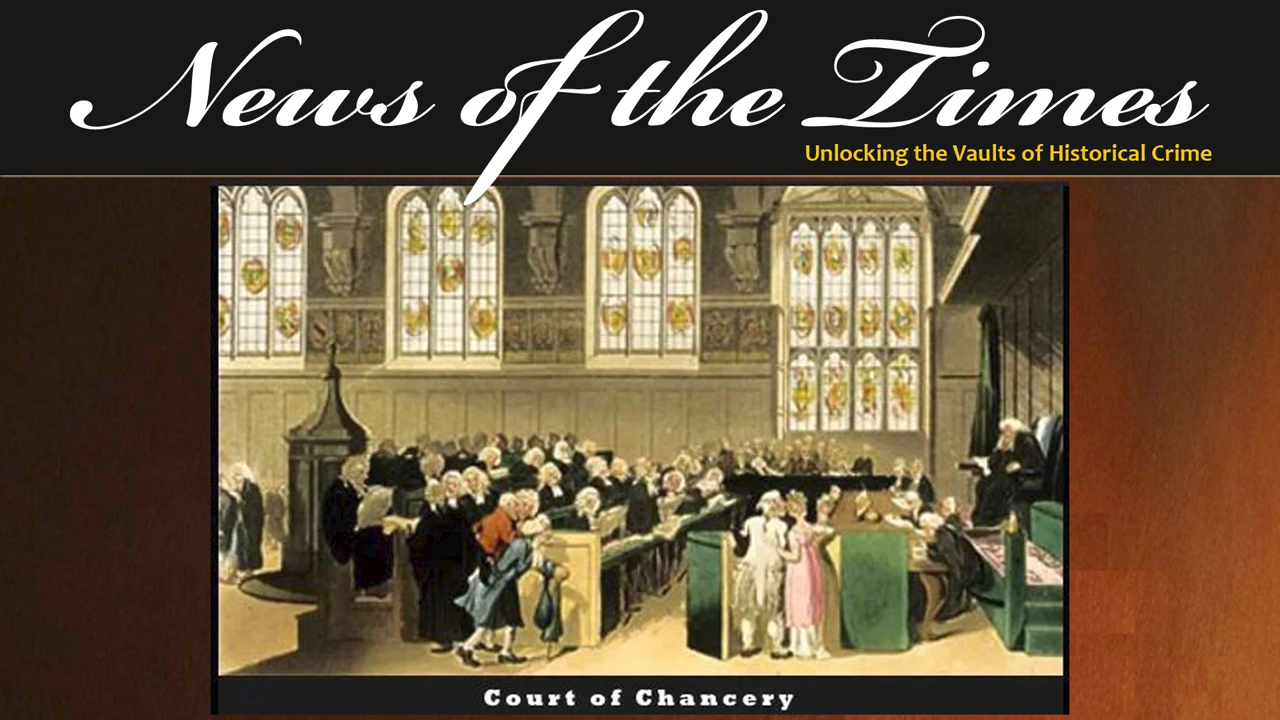 News of the Times
Unlocking the Vaults of Historical Crime
Court of Chancery